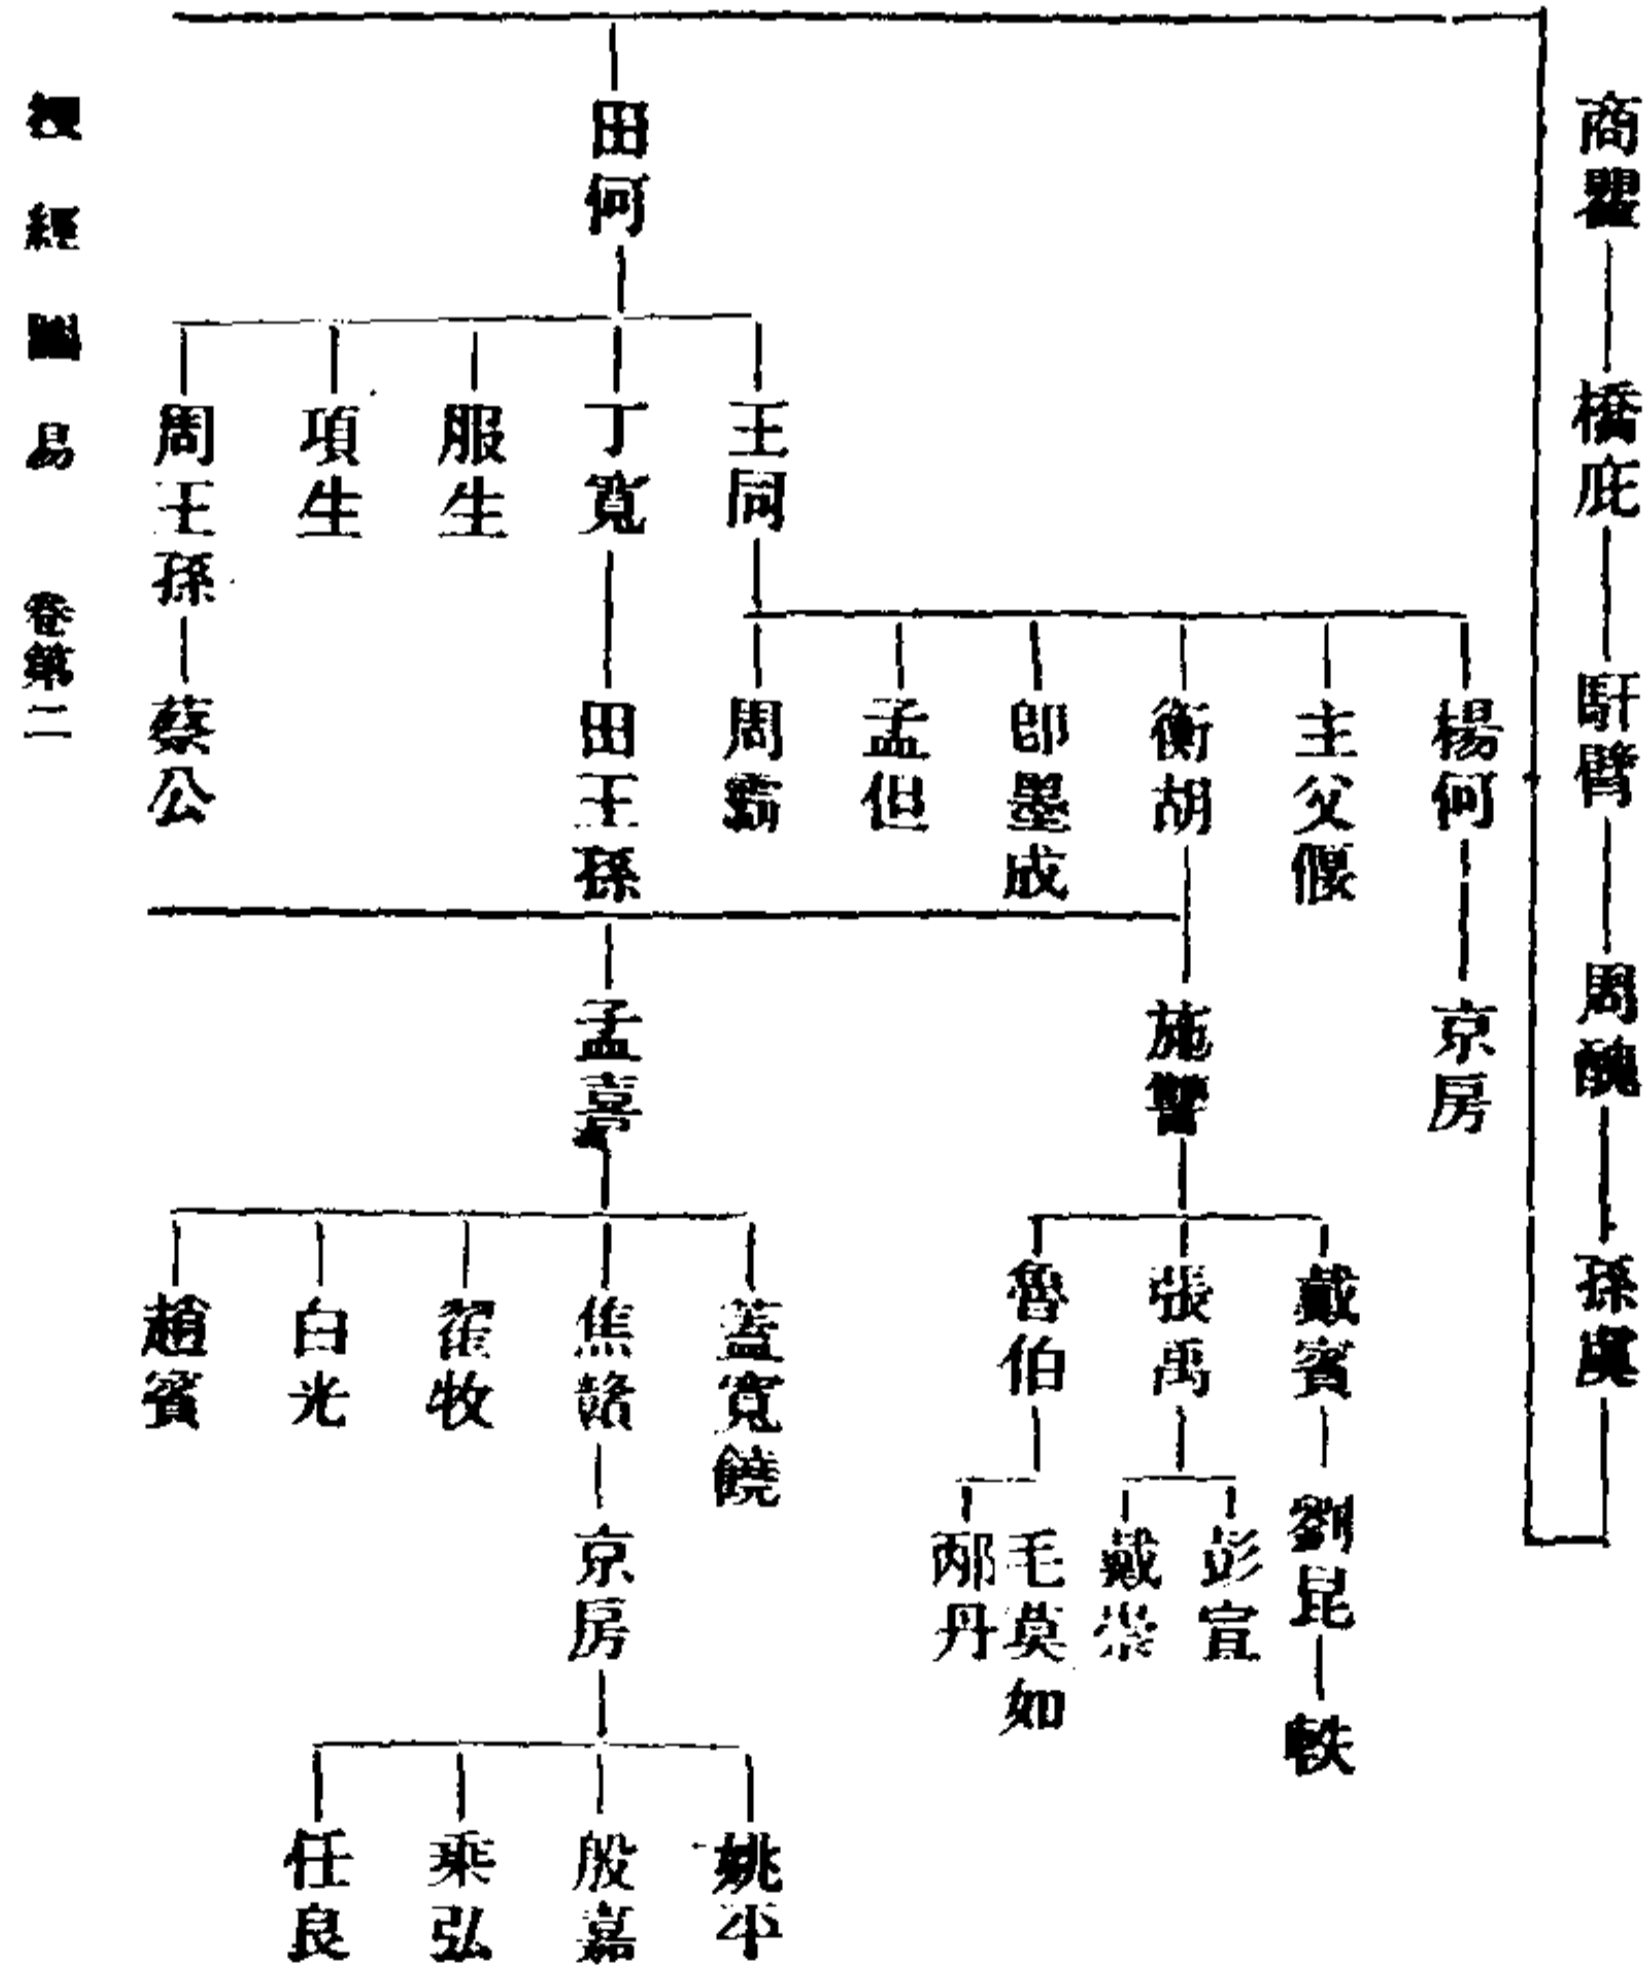 商瞿
橋庇
馯臂
周醜
孫虞
田何
王同
丁寬
服生
項生
周王孫
楊何
主父偃
衡胡
卽墨成
孟但
周霸
田王孫
蔡公
京房
施讐
孟喜
戴賓
張禹
魯伯
蓋寬饒
焦贛
翟牧
白光
趙賓
劉昆
軼
彭宣
戴崇
毛莫如
邴丹
京房
姚平
殷嘉
乘弘
任良
授經圖易 卷第二